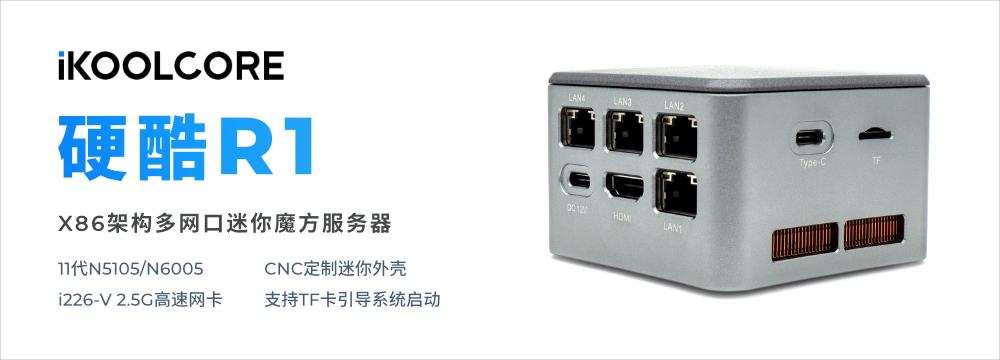 iKOOLCORE
硬酷R1
X86架构多网口迷你魔方服务器
11代N5105/N6005
CNC定制迷你外壳
i226-V 2.5G高速网卡
支持TF卡引导系统启动
LAN4
LAN3
LAN2
Type-C
TF
DC12V
HDMI
LAN1